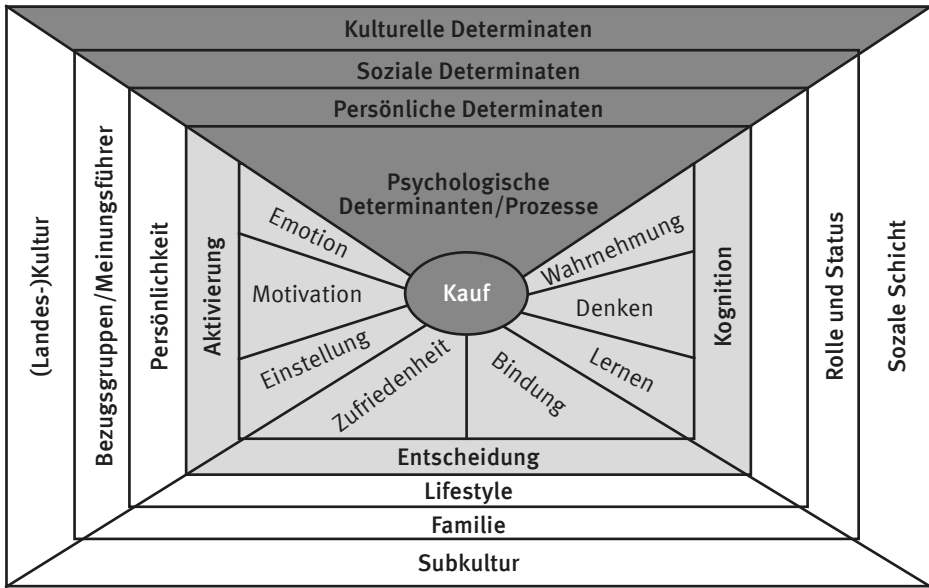 Kulturelle Determinaten
Soziale Determinaten
Persönliche Determinaten
Psychologische
Determinanten/Prozesse
(Landes-)Kultur
Bezugsgruppen/Meinungsführer
Persönlichkeit
Aktivierung
Emotion
Motivation
Einstellung
Zufriedenheit
Kauf
Bindung
Lernen
Denken
Wahrnehmung
Kognition
Rolle und Status
Sozale Schicht
Entscheidung
Lifestyle
Familie
Subkultur